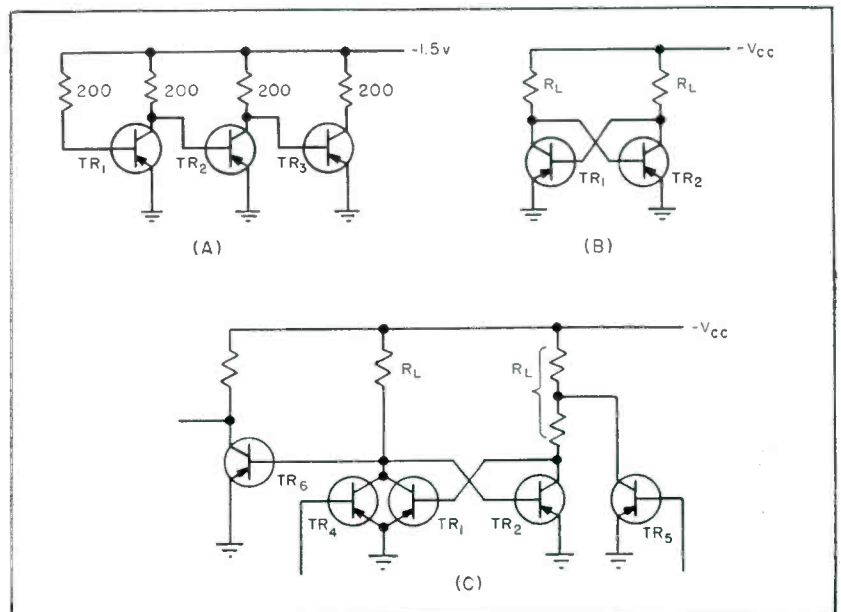 -1.5v
200 200 200 200
TR1 TR2 TR3
(A)
-Vcc
RL RL
TR1 TR2
(B)
-Vcc
RL RL
TR6
TR4 TR1 TR2 TR5
(C)